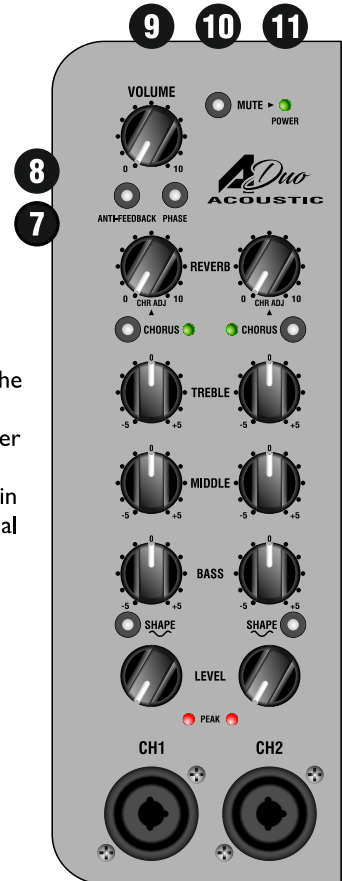 9 10 11
VOLUME
MUTE ▸
POWER
0 10
8
A Duo
ACOUSTIC
7
ANTI-FEEDBACK PHASE
REVERB
0 CHR ADJ 10 0 CHR ADJ 10
CHORUS CHORUS
he
0 0
TREBLE
-5 +5 -5 +5
er
0 0
in
MIDDLE
al
-5 +5 -5 +5
0 0
BASS
-5 +5 -5 +5
SHAPE SHAPE
LEVEL
PEAK
CH1 CH2